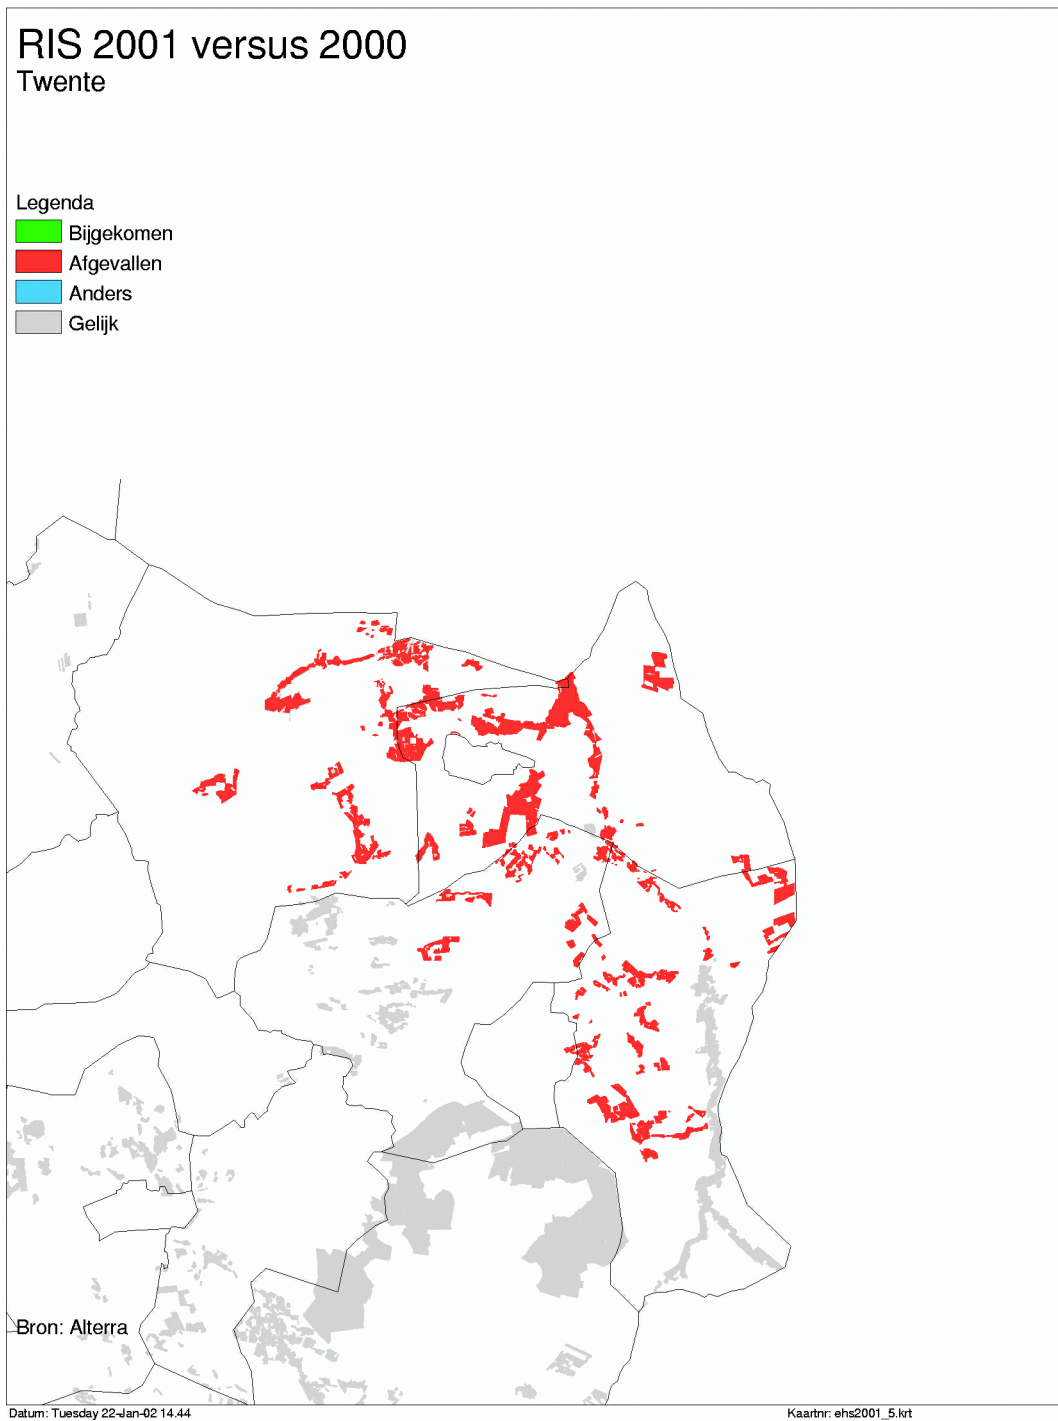 RIS 2001 versus 2000
Twente
Legenda
Bijgekomen
Afgevallen
Anders
Gelijk
Bron: Alterra
Datum: Tuesday 22-Jan-02 14.44
Kaartnr: ehs2001_5.krt